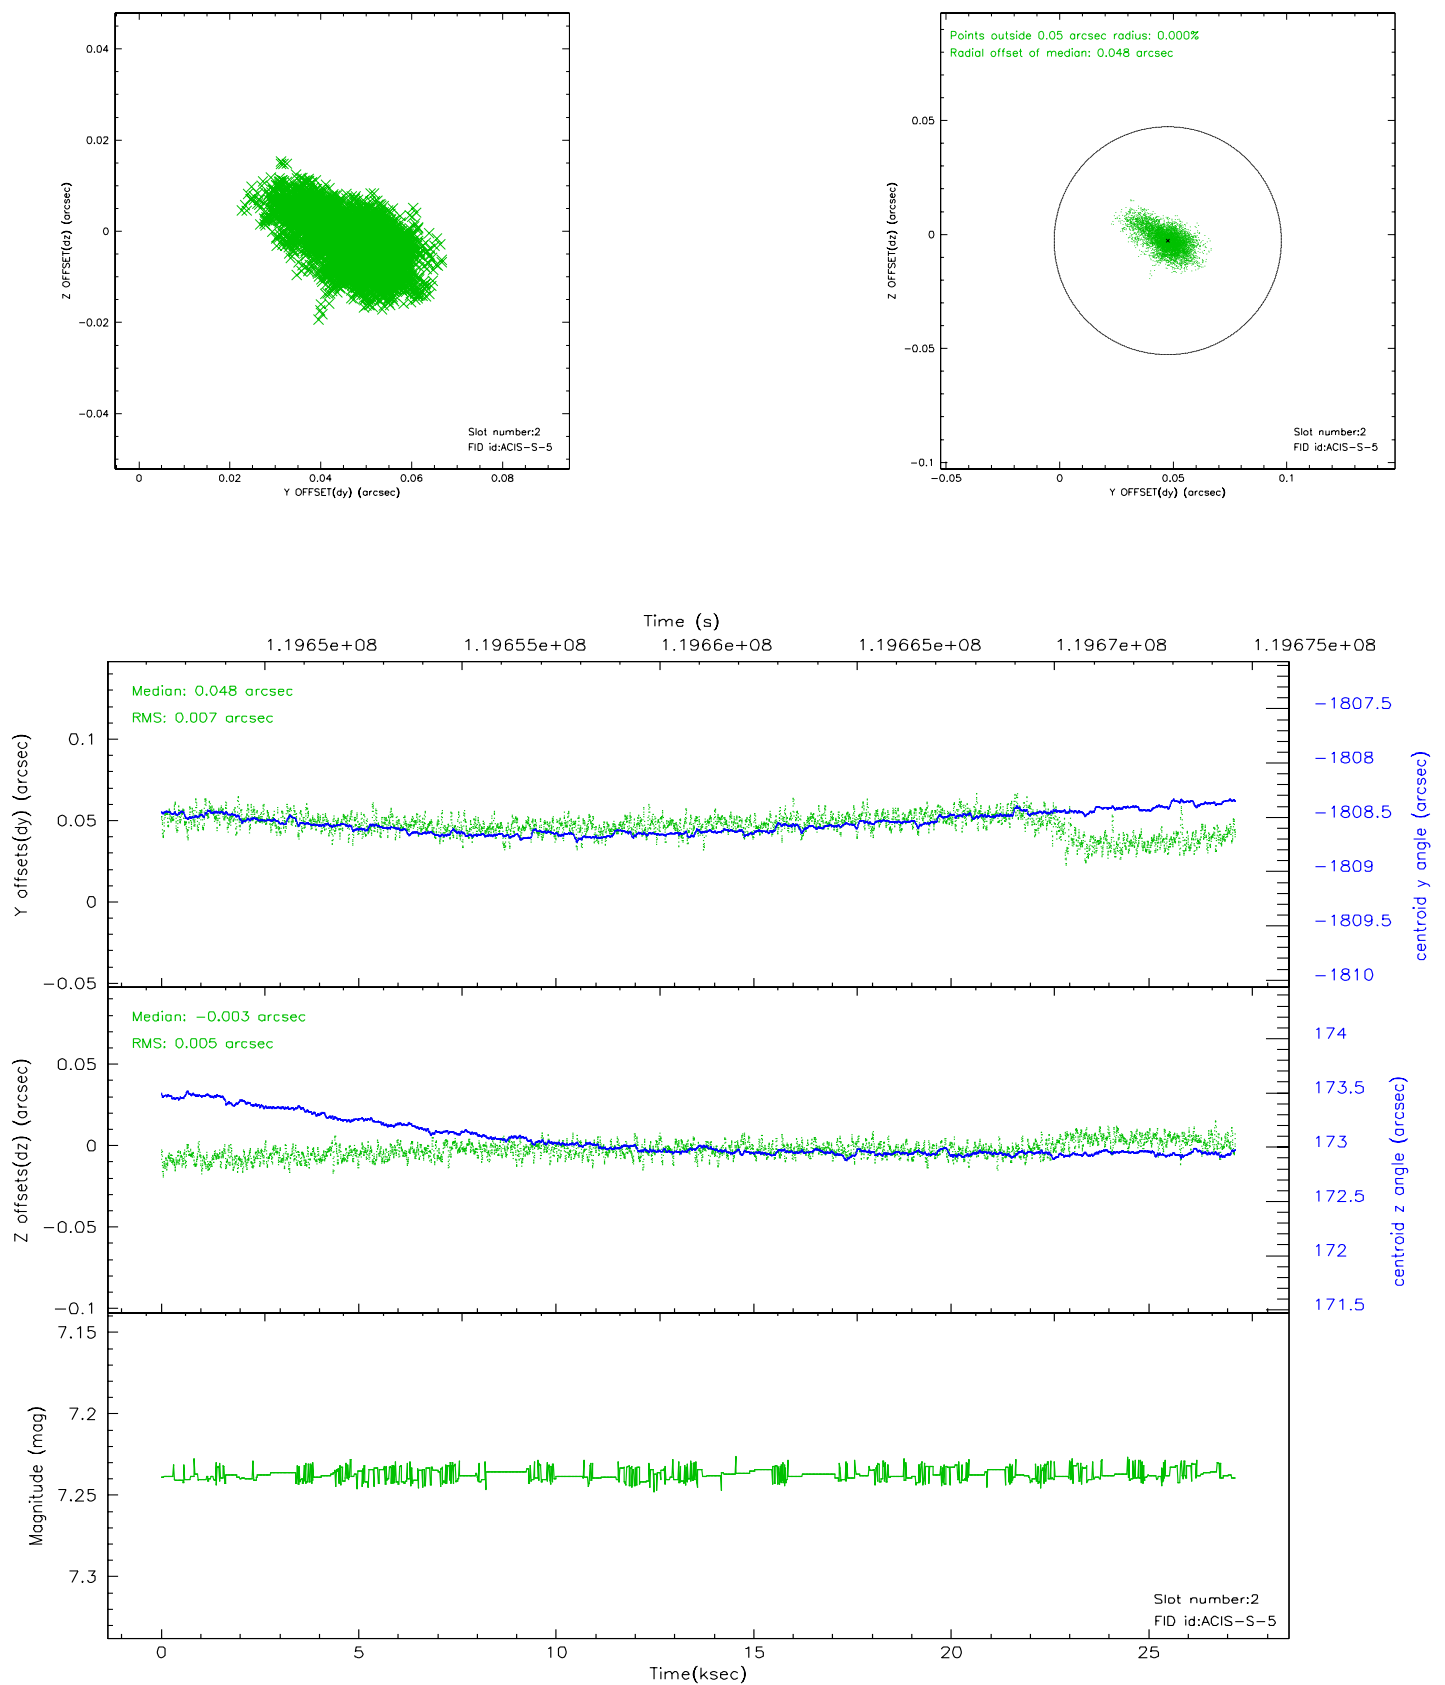 0.04
0.02
0
-0.02
-0.04
Z OFFSET(dz) (arcsec)
Slot number:2
FID id:ACIS-S-5
0 0.02 0.04 0.06 0.08
Y OFFSET(dy) (arcsec)
Points outside 0.05 arcsec radius: 0.000%
Radial offset of median: 0.048 arcsec
0.05
0
-0.05
-0.1
Z OFFSET(dz) (arcsec)
Slot number:2
FID id:ACIS-S-5
-0.05 0 0.05 0.1
Y OFFSET(dy) (arcsec)
Time (s)
1.1965e+08 1.19655e+08 1.1966e+08 1.19665e+08 1.1967e+08 1.19675e+08
Median: 0.048 arcsec
RMS: 0.007 arcsec
0.1
0.05
0
-0.05
Y offsets(dy) (arcsec)
-1807.5
-1808
-1808.5
-1809
-1809.5
-1810
centroid y angle (arcsec)
Median: -0.003 arcsec
RMS: 0.005 arcsec
0.05
0
-0.05
-0.1
Z offsets(dz) (arcsec)
174
173.5
173
172.5
172
171.5
centroid z angle (arcsec)
7.15
7.2
7.25
7.3
Magnitude (mag)
Slot number:2
FID id:ACIS-S-5
0 5 10 15 20 25
Time(ksec)